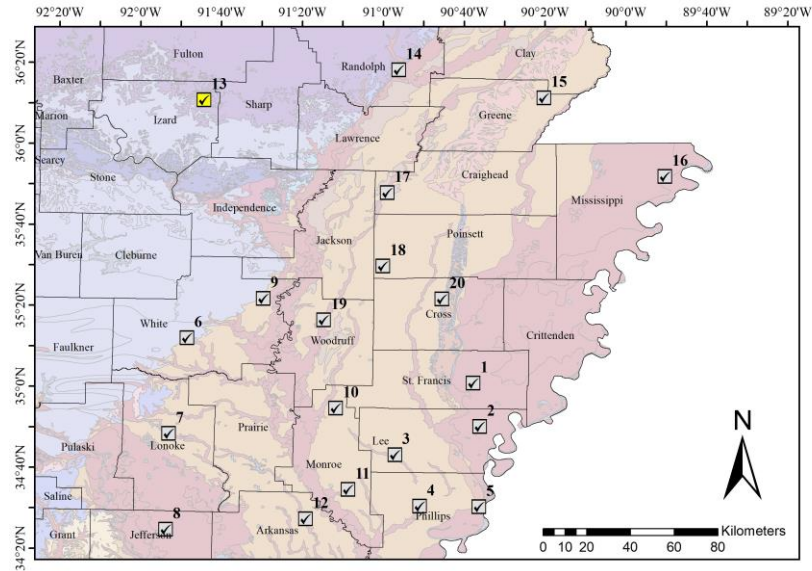 92°20'W 92°0'W 91°40'W 91°20'W 91°0'W 90°40'W 90°20'W 90°0'W 89°40'W 89°20'W
36°20'N
36°0'N
35°40'N
35°20'N
35°0'N
34°40'N
34°20'N
Fulton
14
Clay
Randolph
Baxter
13
15
Sharp
Marion
Izard
Greene
Lawrence
Searcy
16
Stone
17
Craighead
Mississippi
Independence
Jackson
Poinsett
Van Buren
Cleburne
18
9
20
White
19
Cross
6
Crittenden
Woodruff
Faulkner
1
St. Francis
10
2
7
Prairie
3
Lee
Pulaski
Lonoke
Monroe
11
Saline
4
5
8
12
Phillips
Grant
Jefferson
Arkansas
N
Kilometers
0 5 10 20 40 60 80